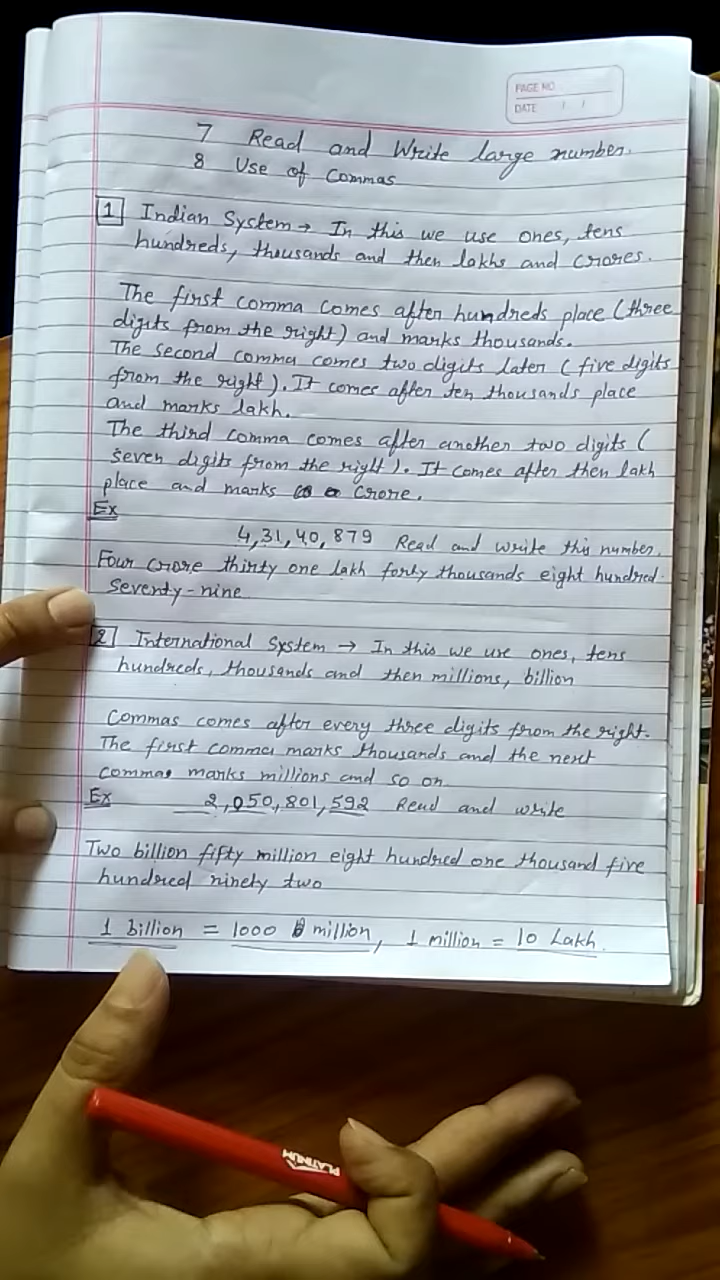 PAGE NO.
DATE / /
7 Read and Write large number.
8 Use of Commas
1 Indian System → In this we use ones, tens
hundreds, thousands and then lakhs and crores.
The first comma comes after hundreds place (three
digits from the right) and marks thousands.
The second comma comes two digits later (five digits
from the right). It comes after ten thousands place
and marks lakh.
The third comma comes after another two digits (
seven digits from the right). It comes after then lakh
place and marks crore.
Ex
4,31,40,879 Read and write this number.
Four crore thirty one lakh forty thousands eight hundred
Seventy-nine
2 International System → In this we use ones, tens
hundreds, thousands and then millions, billion
Commas comes after every three digits from the right.
The first comma marks thousands and the next
commas marks millions and so on.
Ex 2,050,801,592 Read and write
Two billion fifty million eight hundred one thousand five
hundred ninety two
1 billion = 1000 million, 1 million = 10 Lakh.
PLATINUM